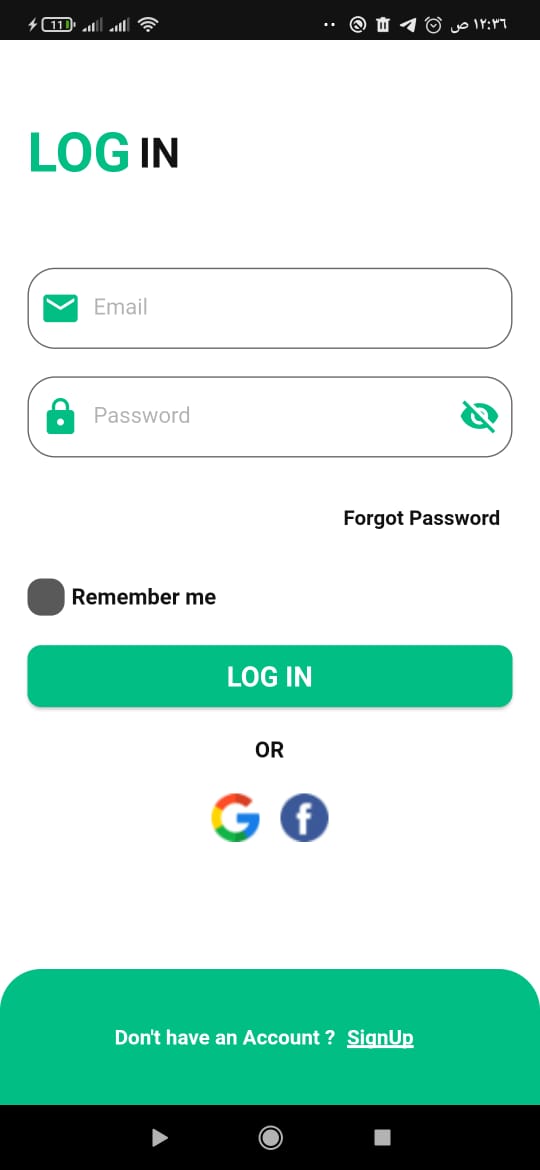 11 ص ١٢:٣٦
LOG IN
Email
Password
Forgot Password
Remember me
LOG IN
OR
Don't have an Account ? SignUp